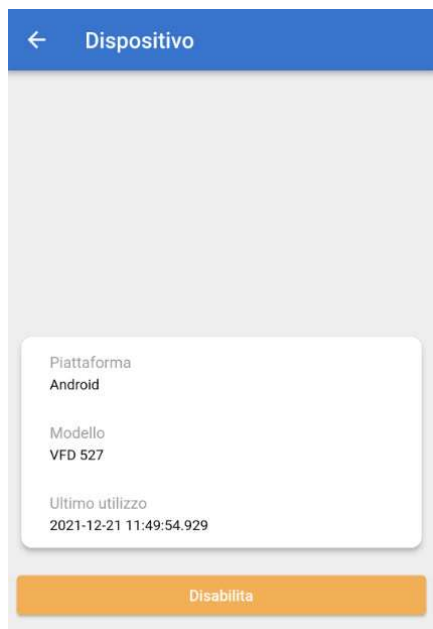 Dispositivo
Piattaforma
Android
Modello
VFD 527
Ultimo utilizzo
2021-12-21 11:49:54.929
Disabilita